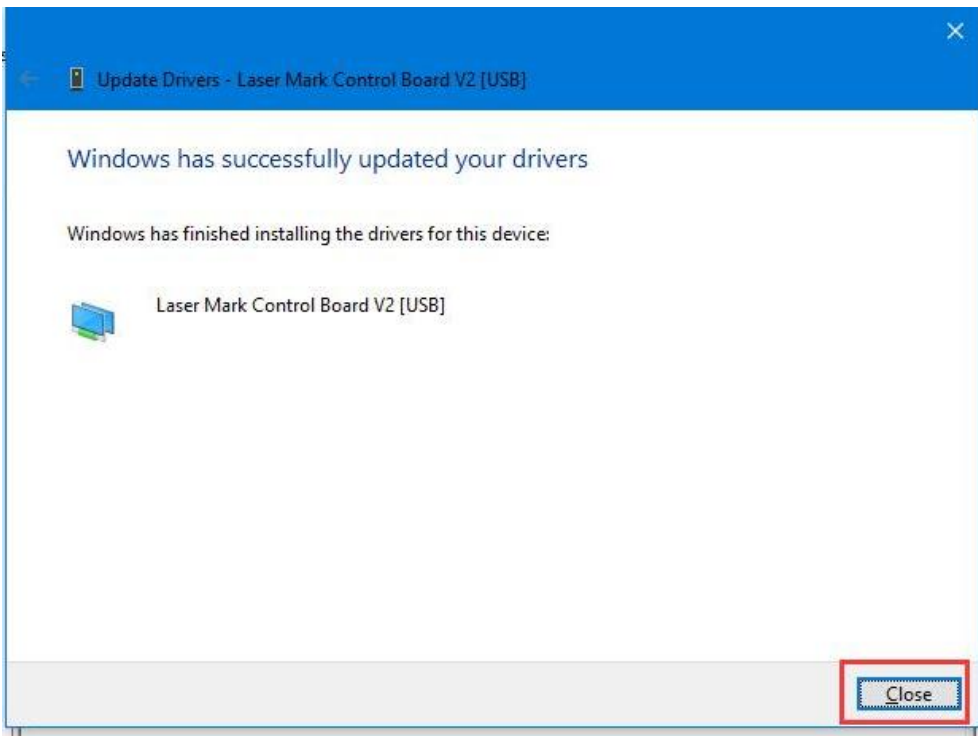 Update Drivers - Laser Mark Control Board V2 [USB]
Windows has successfully updated your drivers
Windows has finished installing the drivers for this device:
Laser Mark Control Board V2 [USB]
Close